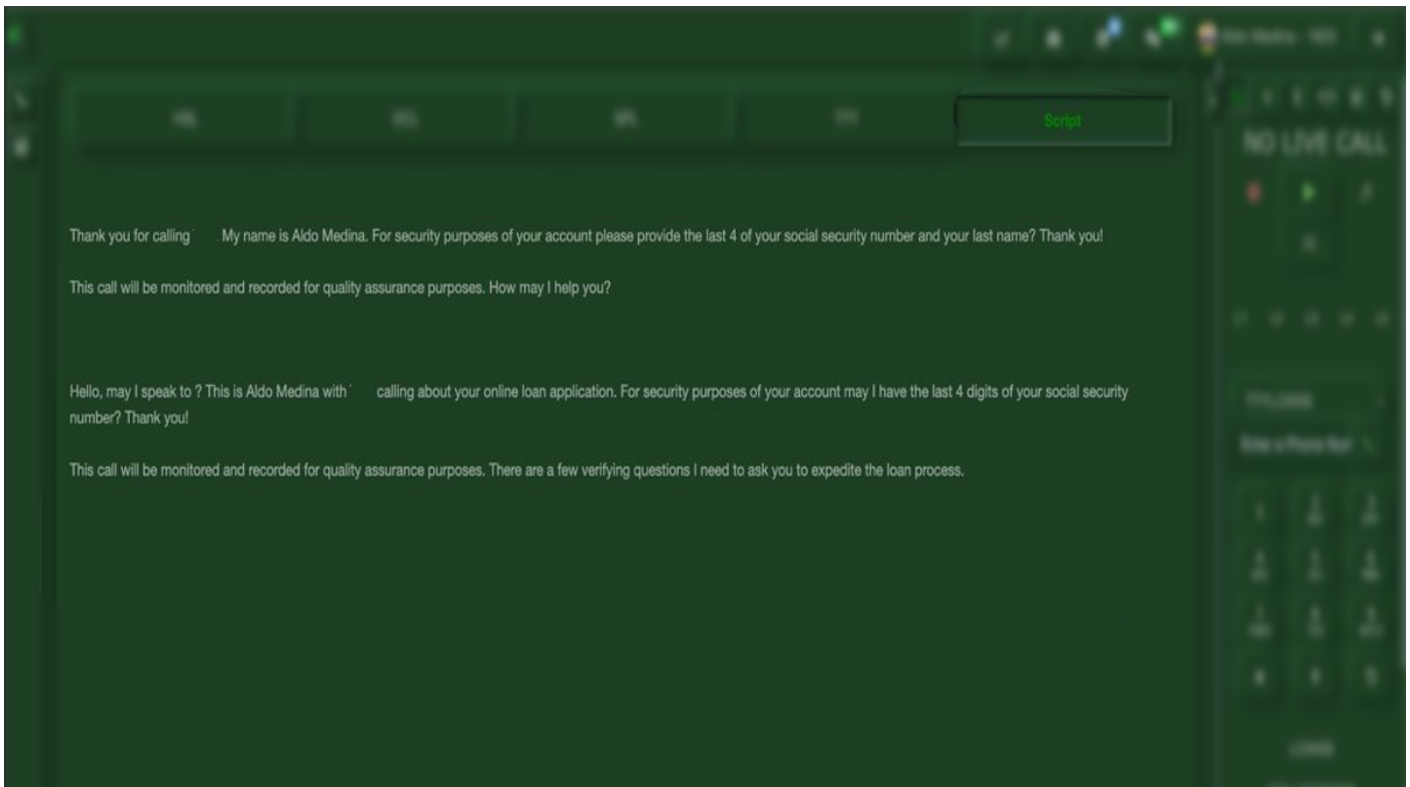 Script
NO LIVE CALL
Thank you for calling . My name is Aldo Medina. For security purposes of your account please provide the last 4 of your social security number and your last name? Thank you!
This call will be monitored and recorded for quality assurance purposes. How may I help you?
Hello, may I speak to ? This is Aldo Medina with calling about your online loan application. For security purposes of your account may I have the last 4 digits of your social security
number? Thank you!
This call will be monitored and recorded for quality assurance purposes. There are a few verifying questions I need to ask you to expedite the loan process.
LOANS